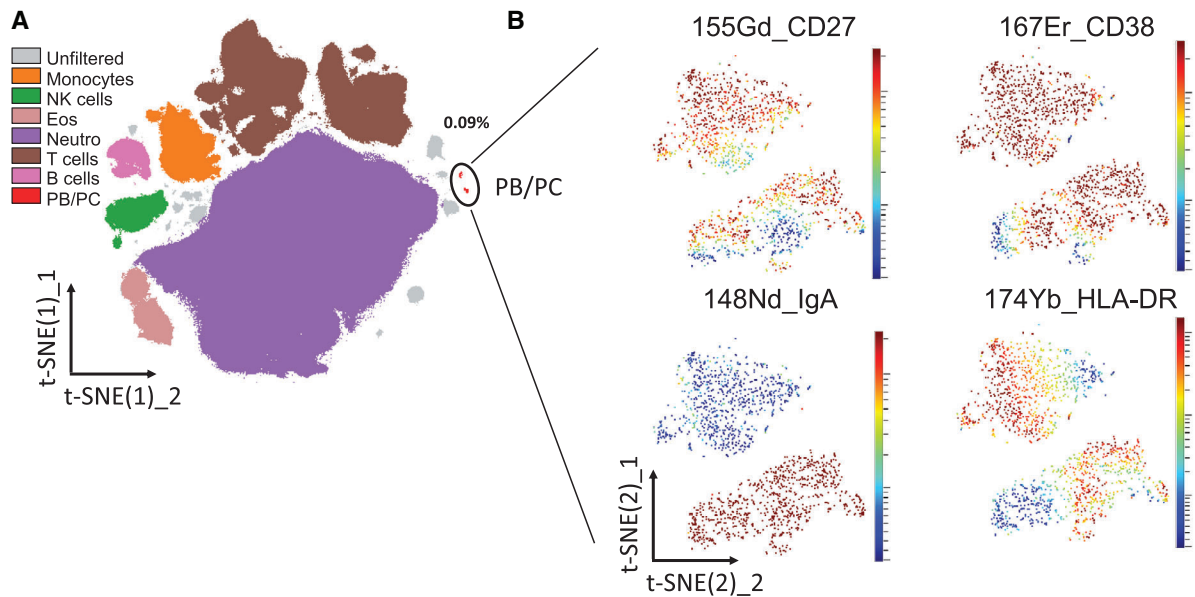 A
Unfiltered
Monocytes
NK cells
Eos
Neutro
T cells
B cells
PB/PC
0.09%
PB/PC
t-SNE(1)_1
t-SNE(1)_2
B
155Gd_CD27
167Er_CD38
148Nd_IgA
174Yb_HLA-DR
t-SNE(2)_1
t-SNE(2)_2